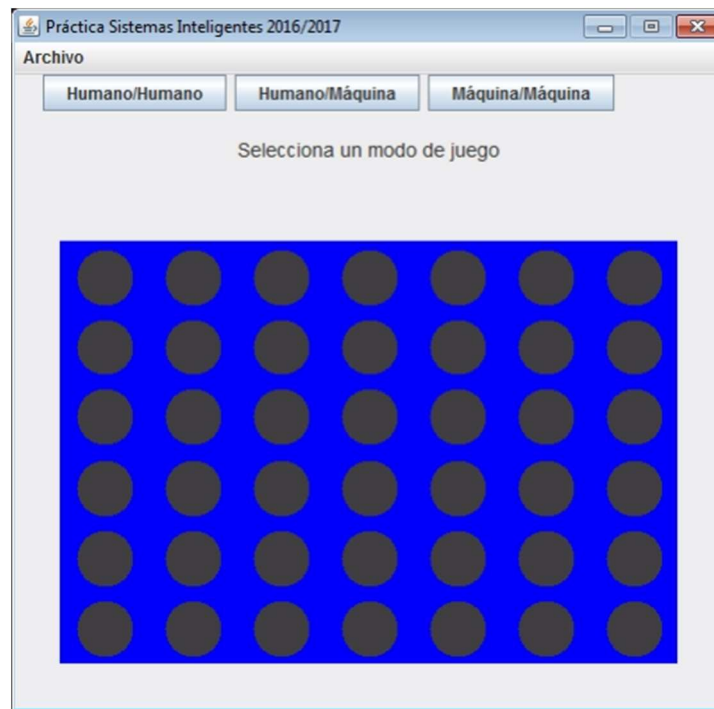 Práctica Sistemas Inteligentes 2016/2017
Archivo
Humano/Humano Humano/Máquina Máquina/Máquina
Selecciona un modo de juego